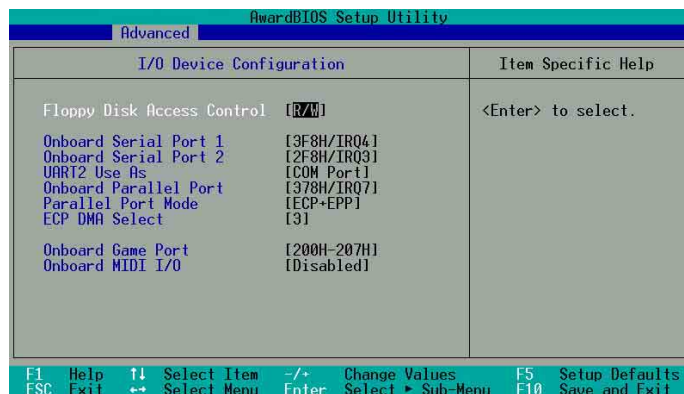 AwardBIOS Setup Utility
Advanced
I/O Device Configuration
Item Specific Help
Floppy Disk Access Control [R/W]
<Enter> to select.
Onboard Serial Port 1 [3F8H/IRQ4]
Onboard Serial Port 2 [2F8H/IRQ3]
UART2 Use As [COM Port]
Onboard Parallel Port [378H/IRQ7]
Parallel Port Mode [ECP+EPP]
ECP DMA Select [3]
Onboard Game Port [200H-207H]
Onboard MIDI I/O [Disabled]
F1 Help ↑↓ Select Item -/+ Change Values F5 Setup Defaults
ESC Exit ←→ Select Menu Enter Select ► Sub-Menu F10 Save and Exit